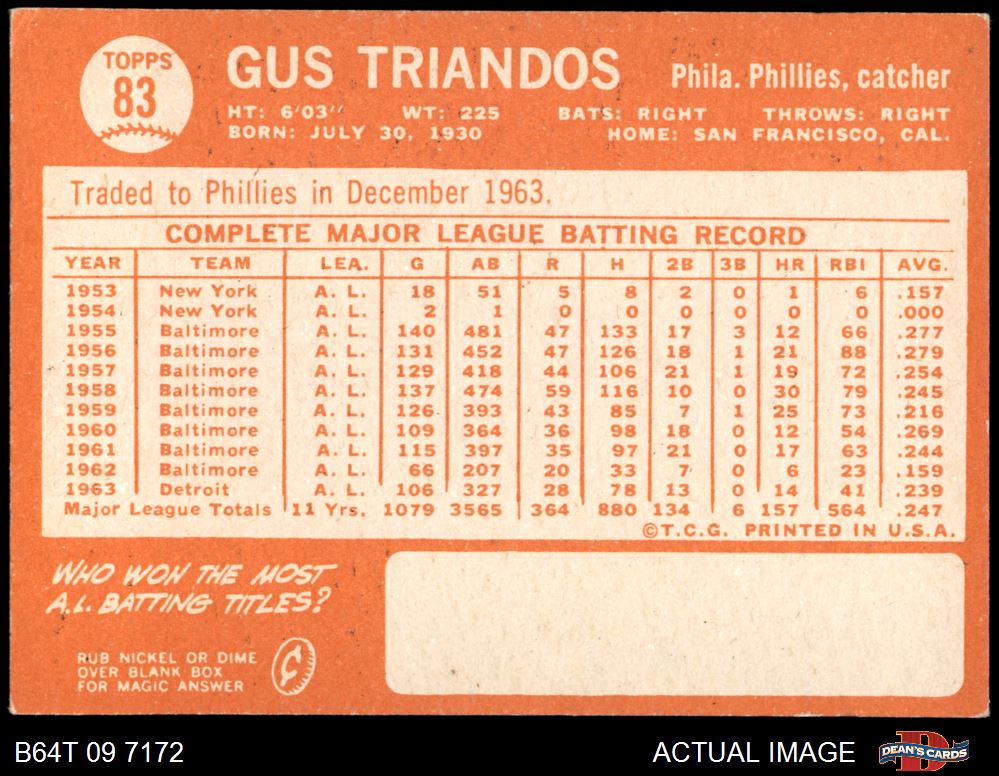 TOPPS
83
GUS TRIANDOS
Phila. Phillies, catcher
HT: 6'03" WT: 225 BATS: RIGHT THROWS: RIGHT
BORN: JULY 30, 1930 HOME: SAN FRANCISCO, CAL.
Traded to Phillies in December 1963.
COMPLETE MAJOR LEAGUE BATTING RECORD
YEAR TEAM LEA. G AB R H 2B 3B HR RBI AVG.
1953 New York A. L. 18 51 5 8 2 0 1 6 .157
1954 New York A. L. 2 1 0 0 0 0 0 0 .000
1955 Baltimore A. L. 140 481 47 133 17 3 12 66 .277
1956 Baltimore A. L. 131 452 47 126 18 1 21 88 .279
1957 Baltimore A. L. 129 418 44 106 21 1 19 72 .254
1958 Baltimore A. L. 137 474 59 116 10 0 30 79 .245
1959 Baltimore A. L. 126 393 43 85 7 1 25 73 .216
1960 Baltimore A. L. 109 364 36 98 18 0 12 54 .269
1961 Baltimore A. L. 115 397 35 97 21 0 17 63 .244
1962 Baltimore A. L. 66 207 20 33 7 0 6 23 .159
1963 Detroit A. L. 106 327 28 78 13 0 14 41 .239
Major League Totals 11 Yrs. 1079 3565 364 880 134 6 157 564 .247
©T.C.G. PRINTED IN U.S.A.
WHO WON THE MOST
A.L. BATTING TITLES?
RUB NICKEL OR DIME
OVER BLANK BOX
FOR MAGIC ANSWER
¢
B64T 09 7172
ACTUAL IMAGE
D
DEAN'S CARDS